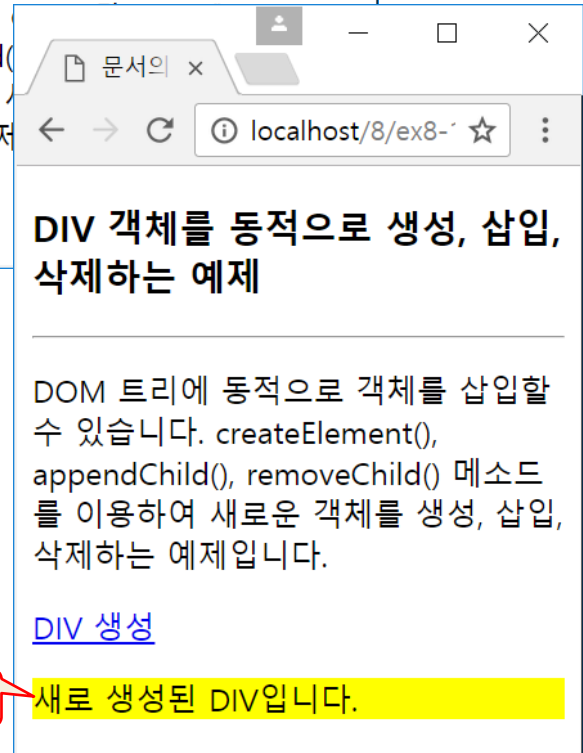 문서의
localhost/8/ex8-1
DIV 객체를 동적으로 생성, 삽입,
삭제하는 예제
DOM 트리에 동적으로 객체를 삽입할
수 있습니다. createElement(),
appendChild(), removeChild() 메소드
를 이용하여 새로운 객체를 생성, 삽입,
삭제하는 예제입니다.
DIV 생성
새로 생성된 DIV입니다.